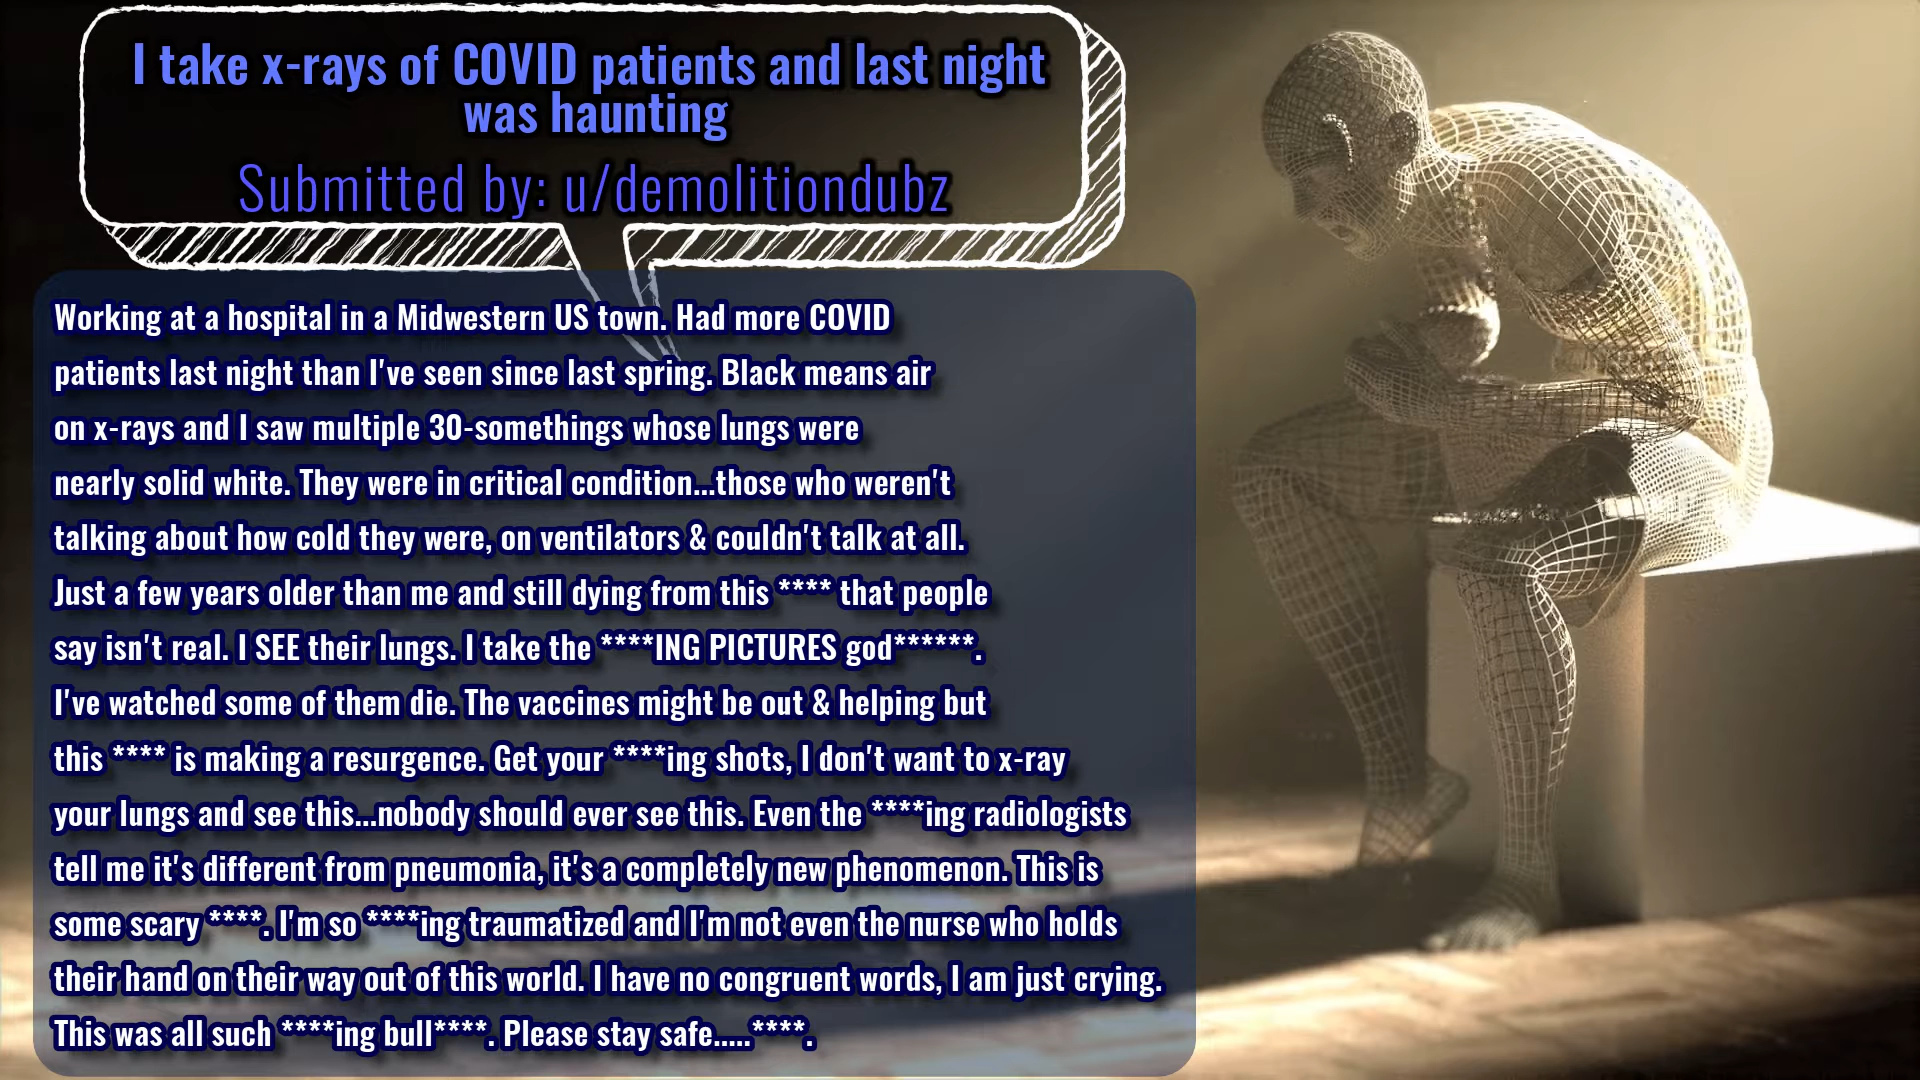 I take x-rays of COVID patients and last night
was haunting
Submitted by: u/demolitiondubz
Working at a hospital in a Midwestern US town. Had more COVID
patients last night than I've seen since last spring. Black means air
on x-rays and I saw multiple 30-somethings whose lungs were
nearly solid white. They were in critical condition...those who weren't
talking about how cold they were, on ventilators & couldn't talk at all.
Just a few years older than me and still dying from this **** that people
say isn't real. I SEE their lungs. I take the ****ING PICTURES god******.
I've watched some of them die. The vaccines might be out & helping but
this **** is making a resurgence. Get your ****ing shots, I don't want to x-ray
your lungs and see this...nobody should ever see this. Even the ****ing radiologists
tell me it's different from pneumonia, it's a completely new phenomenon. This is
some scary ****. I'm so ****ing traumatized and I'm not even the nurse who holds
their hand on their way out of this world. I have no congruent words, I am just crying.
This was all such ****ing bull****. Please stay safe.....****.